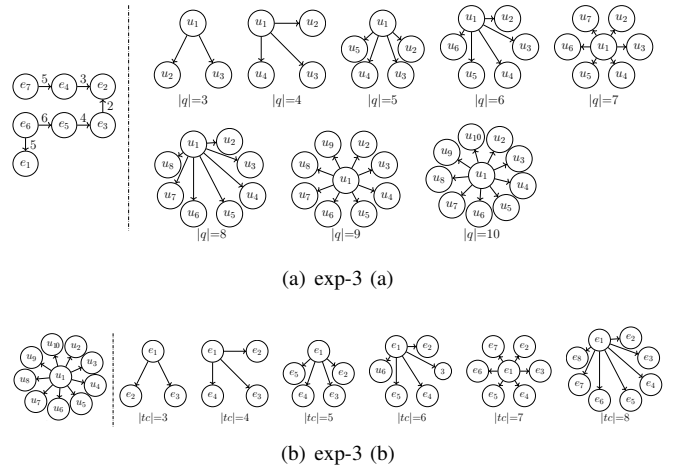 u1
u2 u3
|q|=3
u1 u2
u4 u3
|q|=4
u1
u5 u2
u4 u3
|q|=5
u1 u2
u6 u3
u5 u4
|q|=6
u7 u2
u6 u1 u3
u5 u4
|q|=7
e7 5 e4 3 e2
2
e6 6 e5 4 e3
5
e1
u1 u2
u8 u3
u7 u4
u6 u5
|q|=8
u9 u2
u8 u3
u1
u7 u4
u6 u5
|q|=9
u10 u2
u9 u3
u8 u1 u4
u7 u5
u6
|q|=10
(a) exp-3 (a)
u10 u2
u9 u3
u8 u1 u4
u7 u5
u6
e1
e2 e3
|tc|=3
e1 e2
e4 e3
|tc|=4
e1
e5 e2
e4 e3
|tc|=5
e1 e2
u6 3
e5 e4
|tc|=6
e7 e2
e6 e1 e3
e5 e4
|tc|=7
e1 e2
e8 e3
e7 e4
e6 e5
|tc|=8
(b) exp-3 (b)